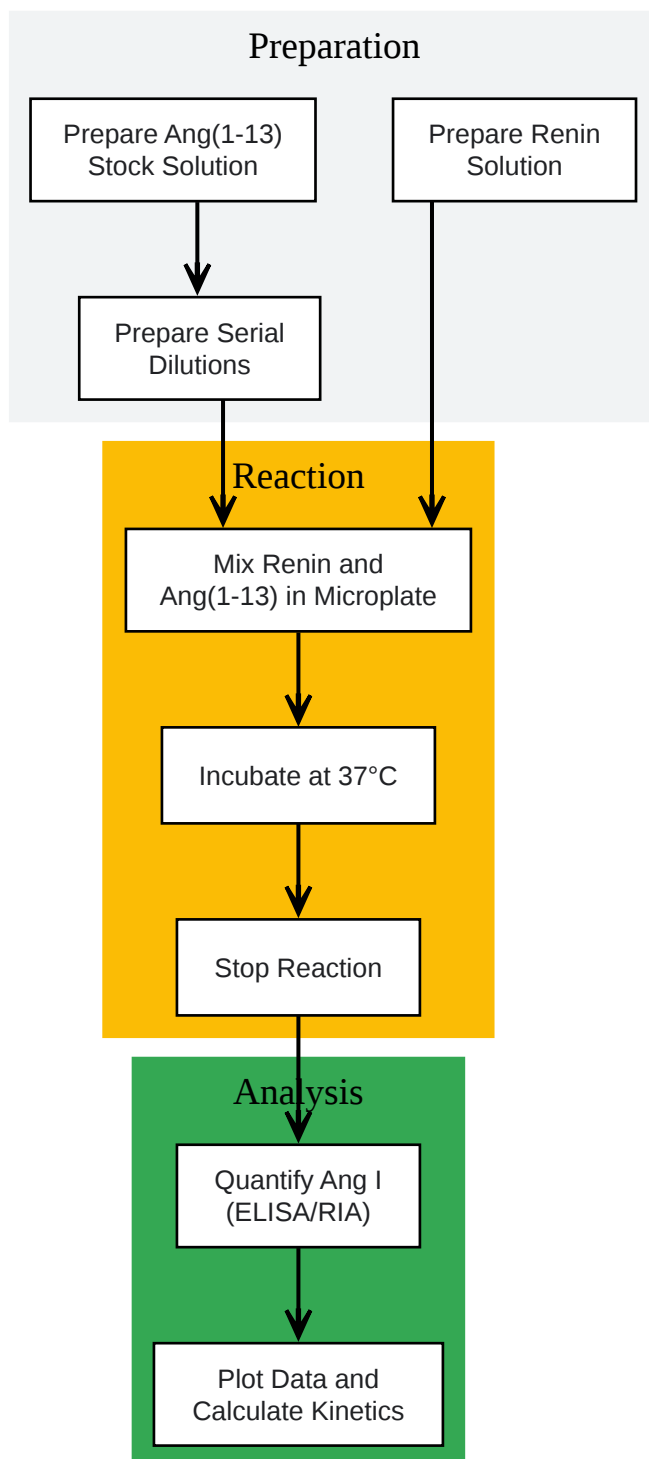 Preparation
Prepare Ang(1-13)
Stock Solution
Prepare Renin
Solution
Prepare Serial
Dilutions
Reaction
Mix Renin and
Ang(1-13) in Microplate
Incubate at 37°C
Stop Reaction
Analysis
Quantify Ang I
(ELISA/RIA)
Plot Data and
Calculate Kinetics